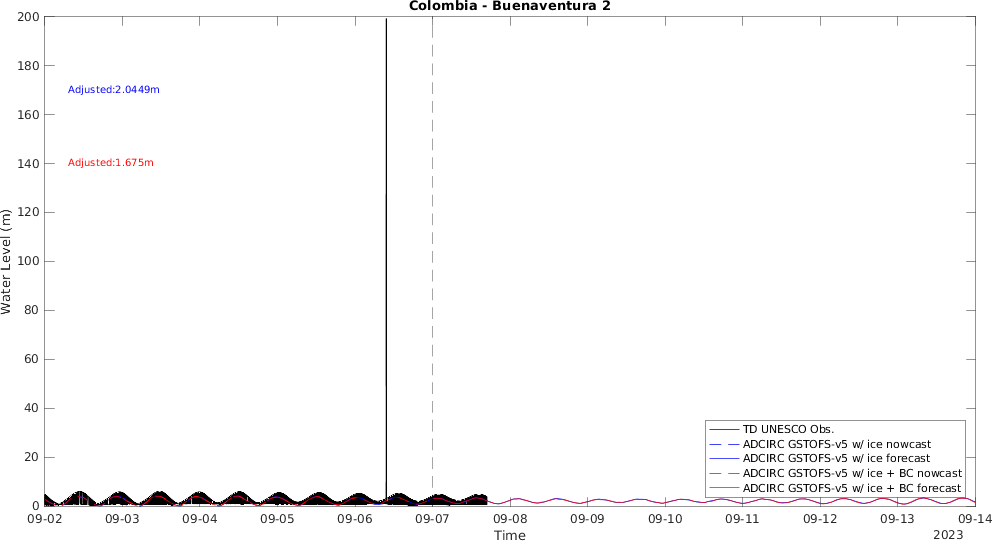 Colombia - Buenaventura 2
Water Level (m)
200
180
160
140
120
100
80
60
40
20
0
Adjusted:2.0449m
Adjusted:1.675m
TD UNESCO Obs.
ADCIRC GSTOFS-v5 w/ ice nowcast
ADCIRC GSTOFS-v5 w/ ice forecast
ADCIRC GSTOFS-v5 w/ ice + BC nowcast
ADCIRC GSTOFS-v5 w/ ice + BC forecast
09-02 09-03 09-04 09-05 09-06 09-07 09-08 09-09 09-10 09-11 09-12 09-13 09-14
Time
2023